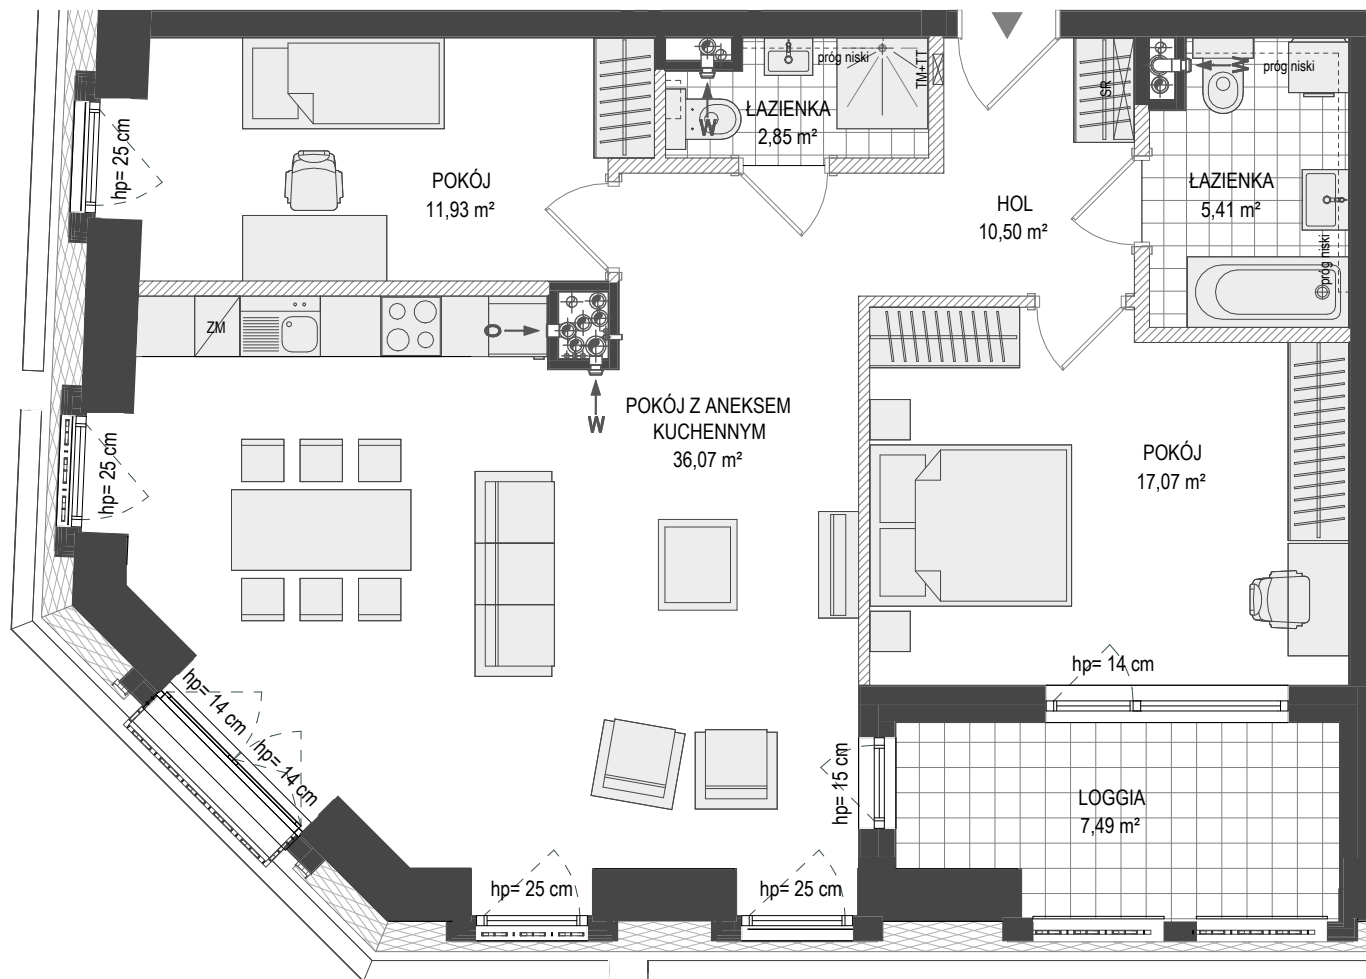 próg niski
TM+TT
SR
W
próg niski
ŁAZIENKA
2,85 m²
W
hp= 25 cm
POKÓJ
11,93 m²
HOL
10,50 m²
ŁAZIENKA
5,41 m²
próg niski
ZM
O
W
POKÓJ Z ANEKSEM
KUCHENNYM
36,07 m²
hp= 25 cm
POKÓJ
17,07 m²
hp= 14 cm
hp= 14 cm
hp= 14 cm
hp= 15 cm
LOGGIA
7,49 m²
hp= 25 cm
hp= 25 cm